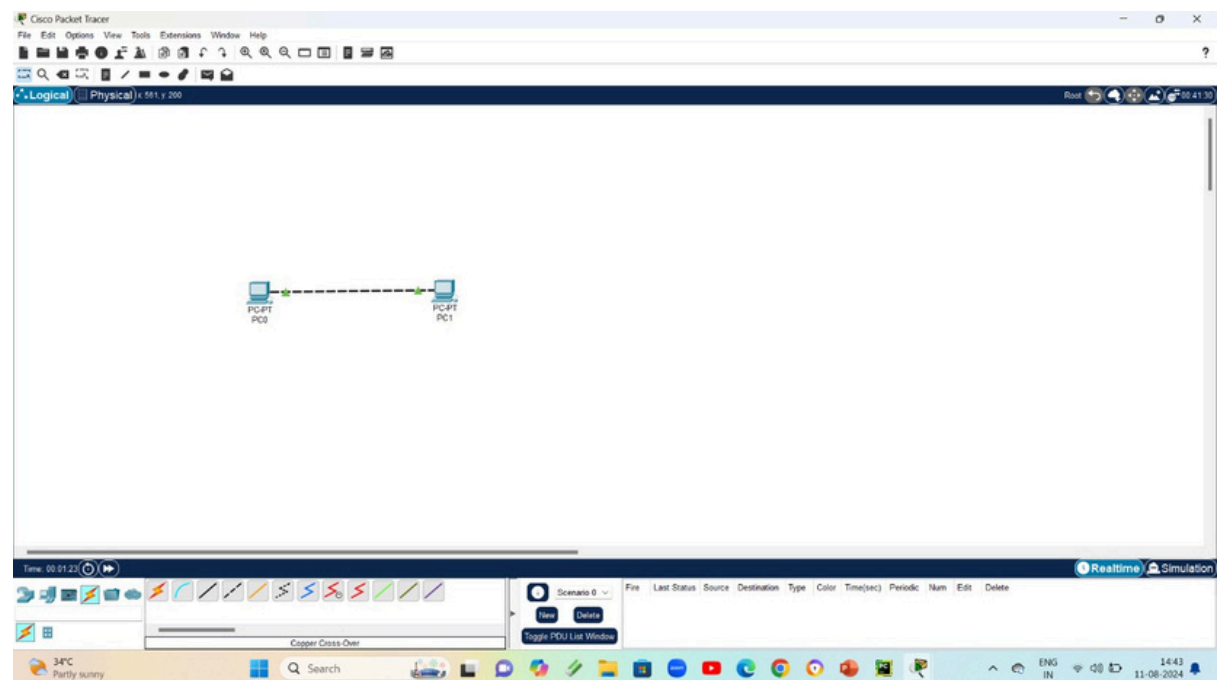 Cisco Packet Tracer
File Edit Options View Tools Extensions Window Help
?
Logical Physical x: 561, y: 200 Root 00:41:30
PC-PT PC-PT
PC0 PC1
Time: 00:01:23 Realtime Simulation
Scenario 0 Fire Last Status Source Destination Type Color Time(sec) Periodic Num Edit Delete
New Delete
Toggle PDU List Window
Copper Cross-Over
34°C
Partly sunny
Search
ENG
IN
14:43
11-08-2024